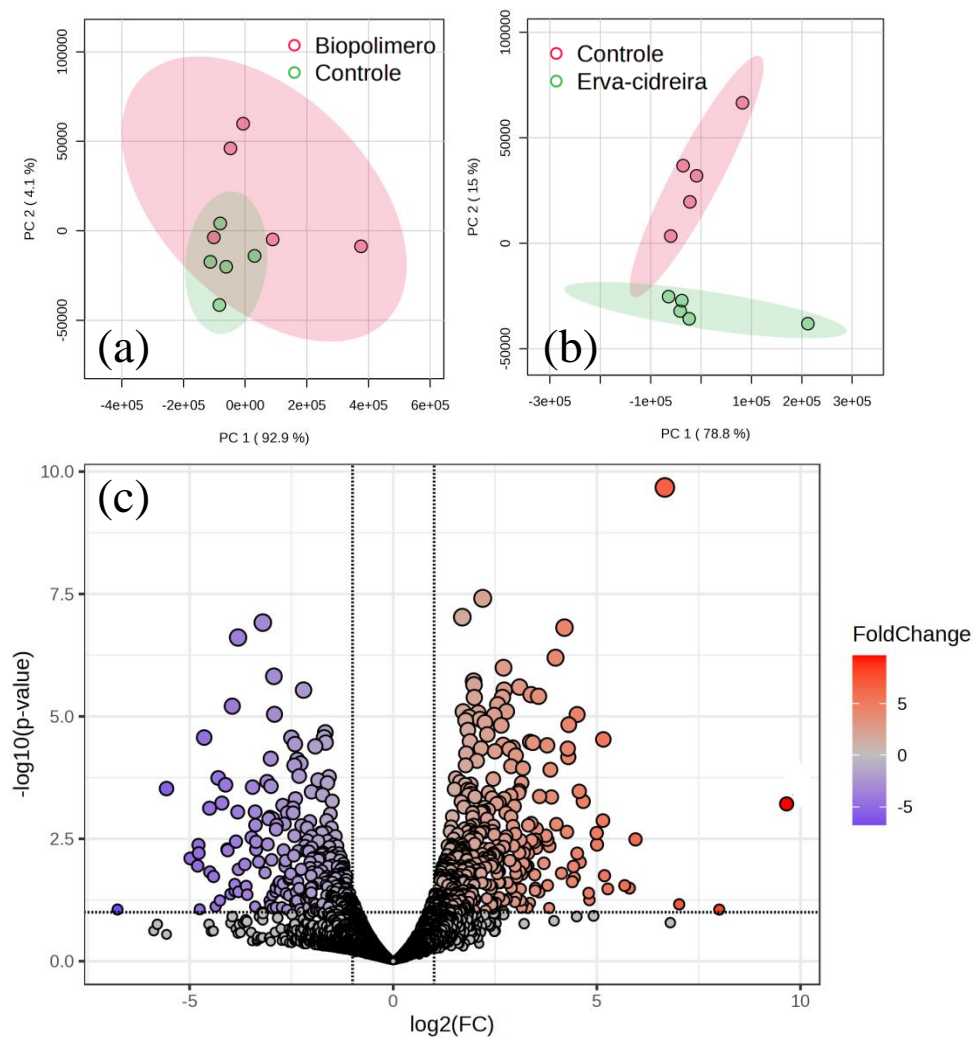 Biopolimero
Controle
100000
50000
0
-50000
PC 2 ( 4.1 %)
(a)
-4e+05 -2e+05 0e+00 2e+05 4e+05 6e+05
PC 1 ( 92.9 %)
Controle
Erva-cidreira
100000
50000
0
-50000
PC 2 ( 15 %)
(b)
-3e+05 -1e+05 1e+05 2e+05 3e+05
PC 1 ( 78.8 %)
(c)
10.0
7.5
5.0
2.5
0.0
-log10(p-value)
-5 0 5 10
log2(FC)
FoldChange
5
0
-5